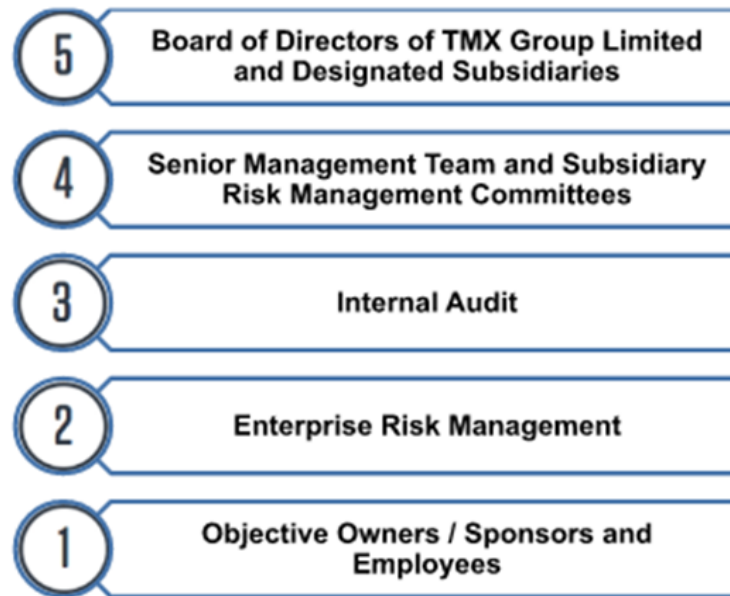 5
Board of Directors of TMX Group Limited
and Designated Subsidiaries
4
Senior Management Team and Subsidiary
Risk Management Committees
3
Internal Audit
2
Enterprise Risk Management
1
Objective Owners / Sponsors and
Employees